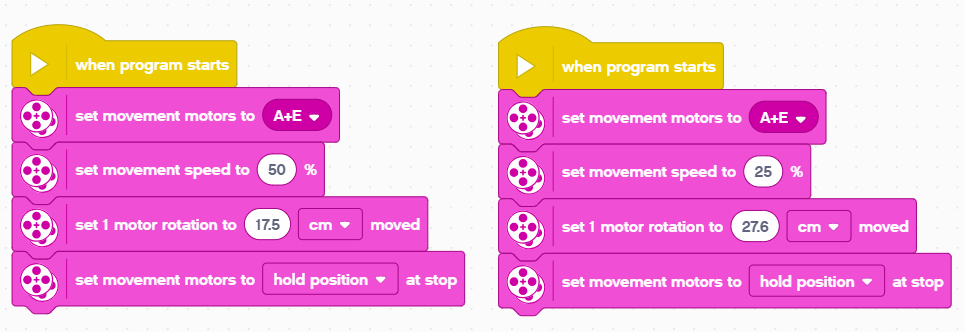 when program starts
set movement motors to A+E
set movement speed to 50 %
set 1 motor rotation to 17.5 cm moved
set movement motors to hold position at stop
when program starts
set movement motors to A+E
set movement speed to 25 %
set 1 motor rotation to 27.6 cm moved
set movement motors to hold position at stop